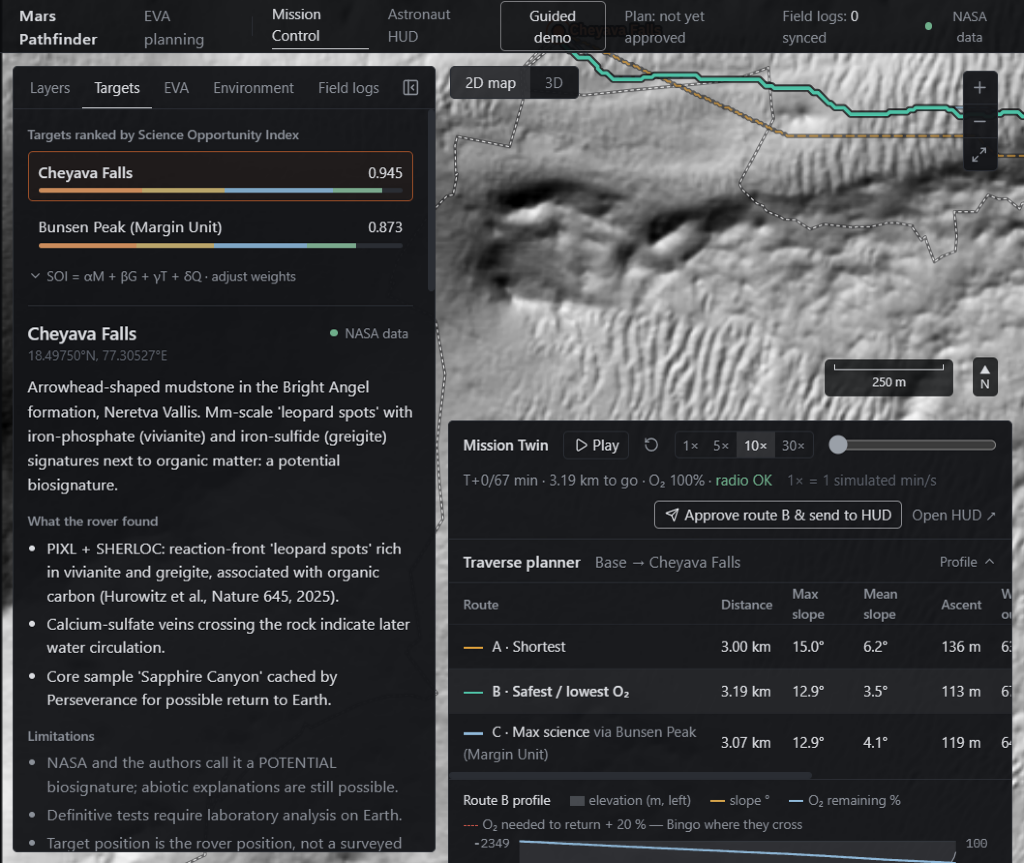 Mars Pathfinder
EVA planning
Mission Control
Astronaut HUD
Guided demo
Plan: not yet approved
Field logs: 0 synced
NASA data
Layers
Targets
EVA
Environment
Field logs
2D map
3D
Targets ranked by Science Opportunity Index
Cheyava Falls
0.945
Bunsen Peak (Margin Unit)
0.873
SOI = αM + βG + γT + δQ · adjust weights
Cheyava Falls
NASA data
18.49750°N, 77.30527°E
Arrowhead-shaped mudstone in the Bright Angel
formation, Neretva Vallis. Mm-scale 'leopard spots' with
iron-phosphate (vivianite) and iron-sulfide (greigite)
signatures next to organic matter: a potential
biosignature.
What the rover found
• PIXL + SHERLOC: reaction-front 'leopard spots' rich
in vivianite and greigite, associated with organic
carbon (Hurowitz et al., Nature 645, 2025).
• Calcium-sulfate veins crossing the rock indicate later
water circulation.
• Core sample 'Sapphire Canyon' cached by
Perseverance for possible return to Earth.
Limitations
• NASA and the authors call it a POTENTIAL
biosignature; abiotic explanations are still possible.
• Definitive tests require laboratory analysis on Earth.
• Target position is the rover position, not a surveyed
+
−
250 m
N
Mission Twin
Play
1×
5×
10×
30×
T+0/67 min · 3.19 km to go · O₂ 100% · radio OK 1× = 1 simulated min/s
Approve route B & send to HUD
Open HUD ↗
Traverse planner Base → Cheyava Falls
Profile
Route Distance Max slope Mean slope Ascent
A · Shortest 3.00 km 15.0° 6.2° 136 m
B · Safest / lowest O₂ 3.19 km 12.9° 3.5° 113 m
C · Max science via Bunsen Peak (Margin Unit) 3.07 km 12.9° 4.1° 119 m
Route B profile elevation (m, left) slope ° O₂ remaining %
---- O₂ needed to return + 20 % — Bingo where they cross
-2349
100